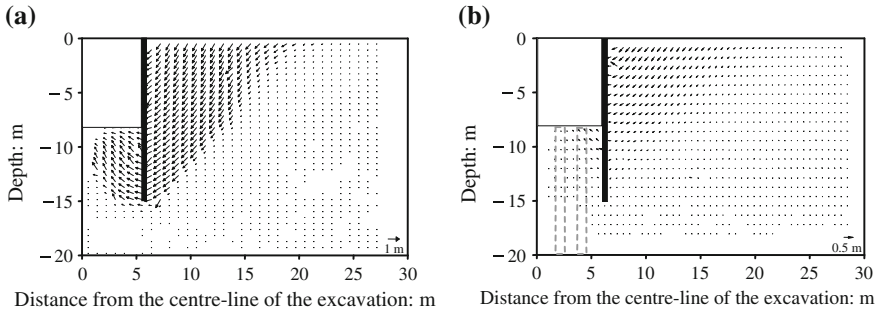 (a)
0
−5
−10
−15
−20
Depth: m
0 5 10 15 20 25 30
1 m
Distance from the centre-line of the excavation: m
(b)
0
−5
−10
−15
−20
Depth: m
0 5 10 15 20 25 30
0.5 m
Distance from the centre-line of the excavation: m